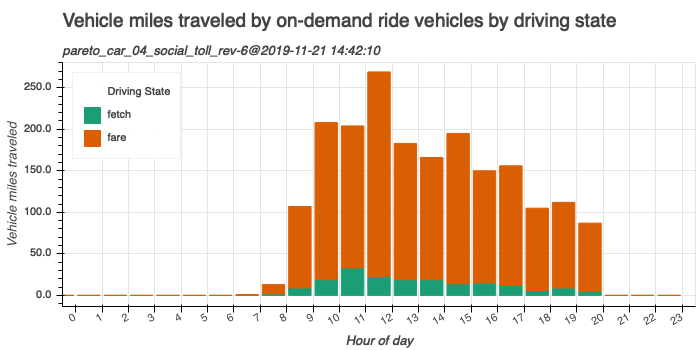 Vehicle miles traveled by on-demand ride vehicles by driving state
pareto_car_04_social_toll_rev-6@2019-11-21 14:42:10
Driving State
fetch
fare
Vehicle miles traveled
250.0
200.0
150.0
100.0
50.0
0.0
0 1 2 3 4 5 6 7 8 9 10 11 12 13 14 15 16 17 18 19 20 21 22 23
Hour of day